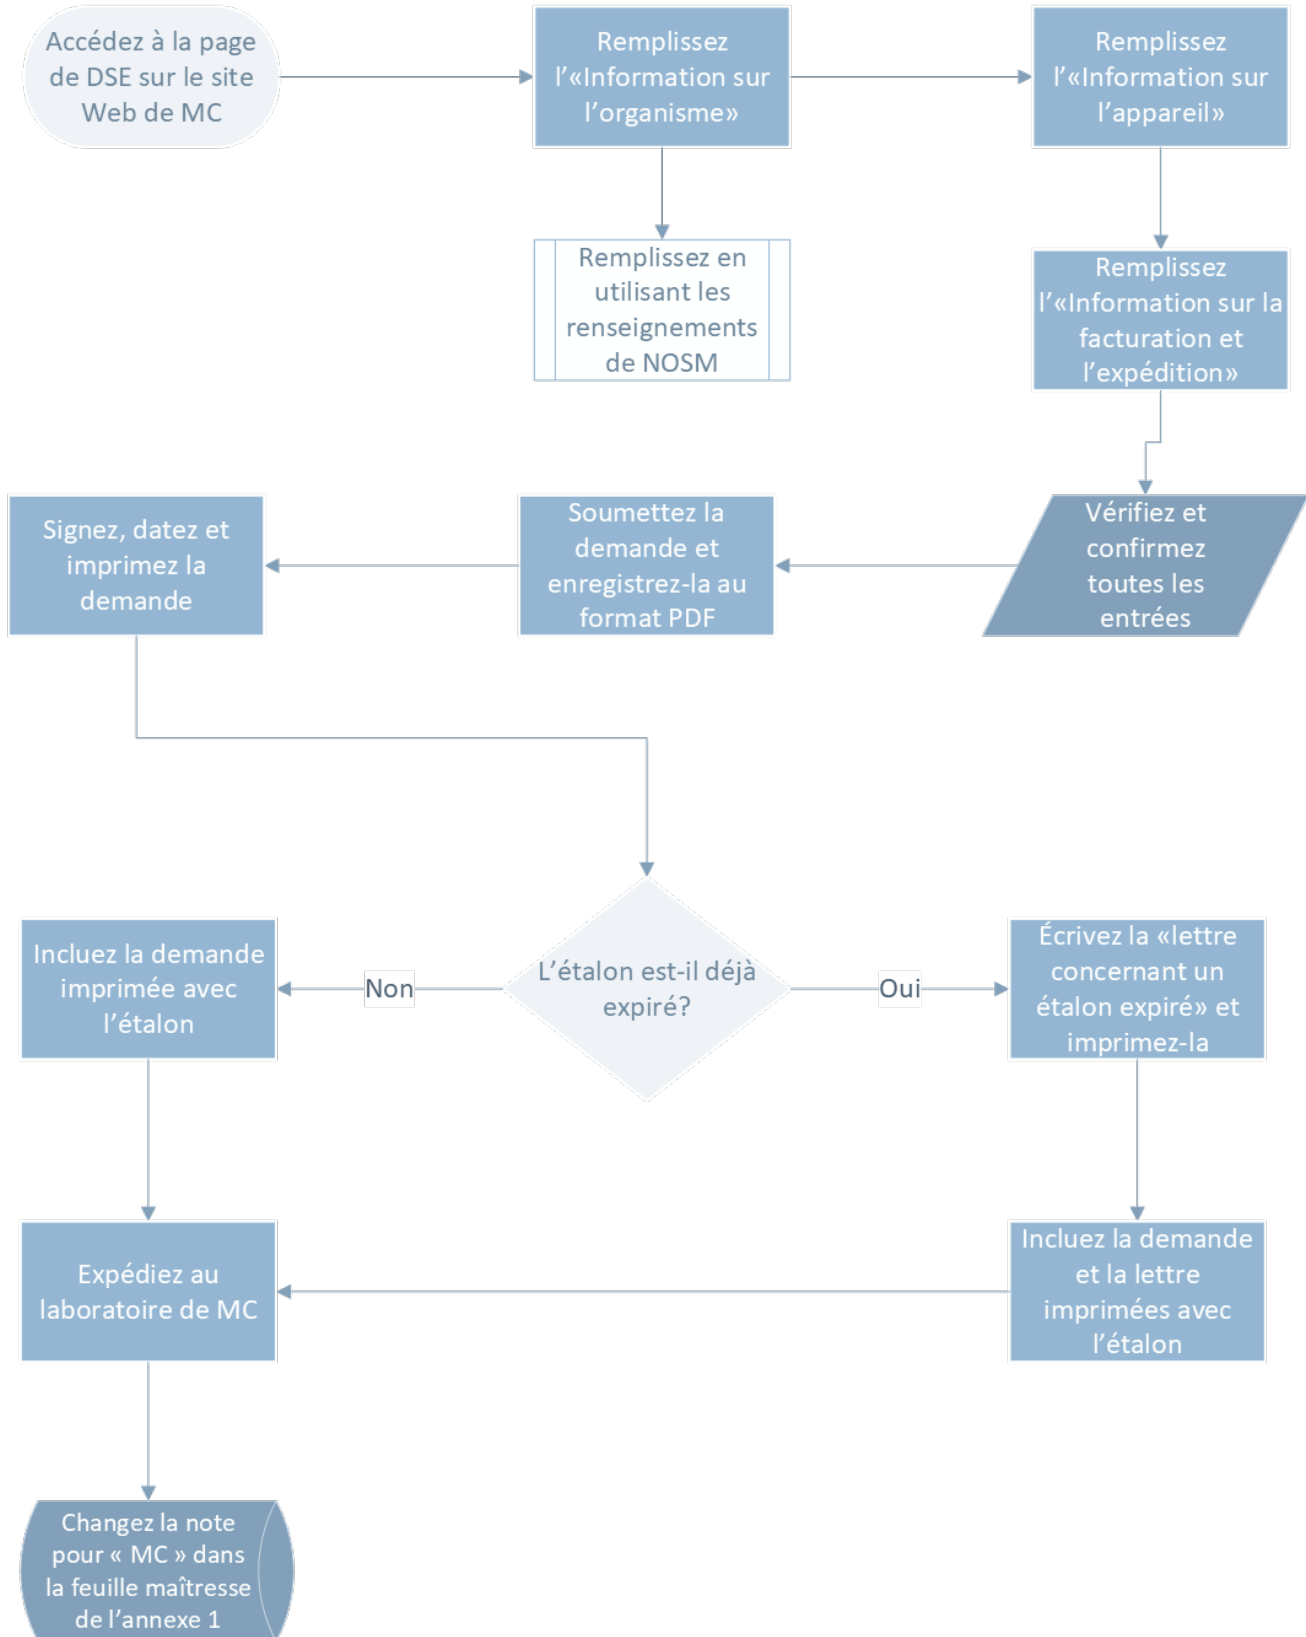 Accédez à la page
de DSE sur le site
Web de MC
Remplissez
l’«Information sur
l’organisme»
Remplissez
l’«Information sur
l’appareil»
Remplissez en
utilisant les
renseignements
de NOSM
Remplissez
l’«Information sur la
facturation et
l’expédition»
Vérifiez et
confirmez
toutes les
entrées
Soumettez la
demande et
enregistrez-la au
format PDF
Signez, datez et
imprimez la
demande
L’étalon est-il déjà
expiré?
Non
Oui
Incluez la demande
imprimée avec
l’étalon
Écrivez la «lettre
concernant un
étalon expiré» et
imprimez-la
Incluez la demande
et la lettre
imprimées avec
l’étalon
Expédiez au
laboratoire de MC
Changez la note
pour « MC » dans
la feuille maîtresse
de l’annexe 1